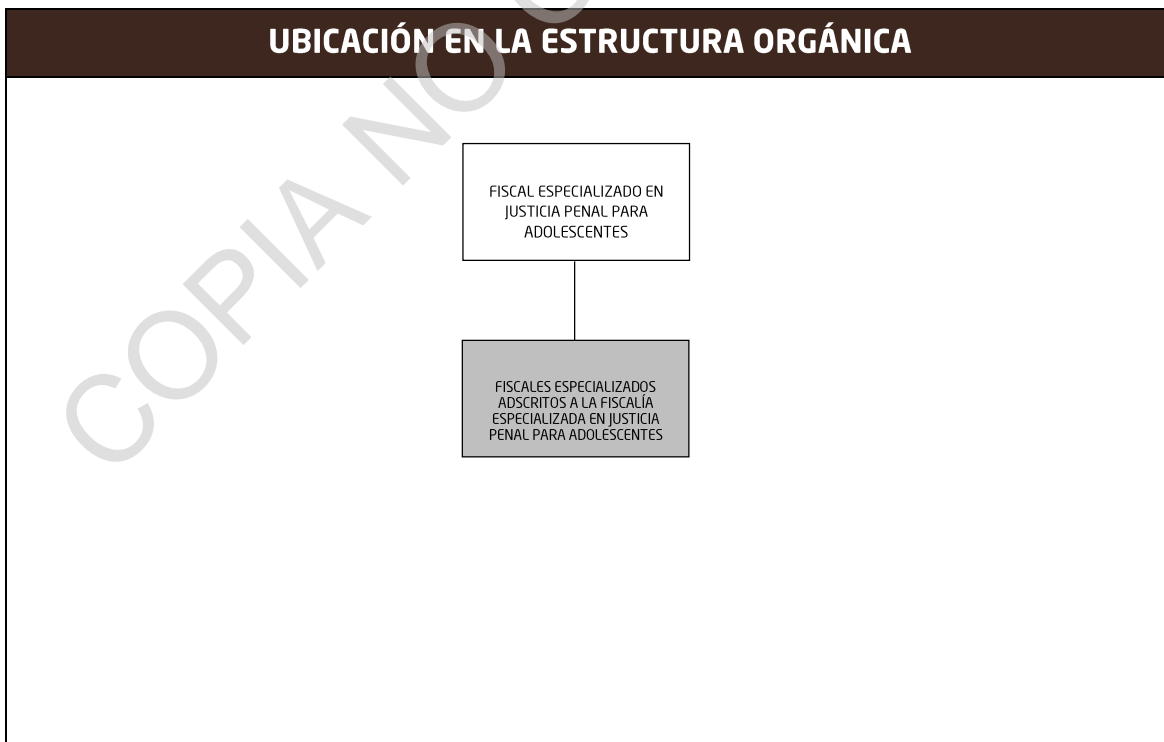 UBICACIÓN EN LA ESTRUCTURA ORGÁNICA
FISCAL ESPECIALIZADO EN
JUSTICIA PENAL PARA
ADOLESCENTES
FISCALES ESPECIALIZADOS
ADSCRITOS A LA FISCALÍA
ESPECIALIZADA EN JUSTICIA
PENAL PARA ADOLESCENTES
COPIA NO